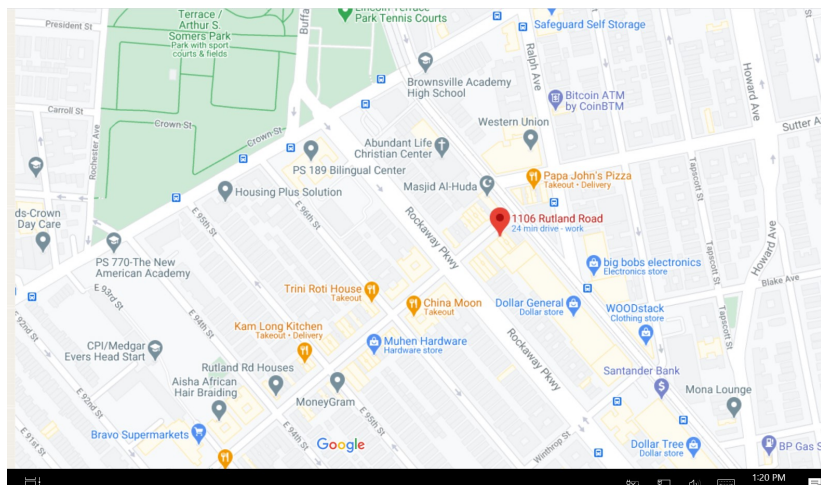 Lincoln Terrace
Park Tennis Courts
Terrace /
Arthur S.
Somers Park
Park with sport
courts & fields
President St
Buffa
Safeguard Self Storage
Ralph Ave
Howard Ave
Brownsville Academy
High School
Bitcoin ATM
by CoinBTM
Carroll St
Crown St
Crown St
Western Union
Sutter A
Rochester Ave
Abundant Life
Christian Center
PS 189 Bilingual Center
Tapscott St
Papa John's Pizza
Takeout • Delivery
Masjid Al-Huda
Housing Plus Solution
E 95th St
E 96th St
ds-Crown
Day Care
Rockaway Pkwy
1106 Rutland Road
24 min drive - work
Howard Ave
PS 770-The New
American Academy
big bobs electronics
Electronics store
Blake Ave
E 93rd St
Trini Roti House
Takeout
China Moon
Takeout
Dollar General
Dollar store
WOODstack
Clothing store
Tapscott St
E 92nd St
E 94th St
Kam Long Kitchen
Takeout • Delivery
CPI/Medgar
Evers Head Start
Muhen Hardware
Hardware store
Rockaway Pkwy
Rutland Rd Houses
Santander Bank
Aisha African
Hair Braiding
MoneyGram
Mona Lounge
E 92nd St
E 95th St
E 91st St
Bravo Supermarkets
E 94th St
Google
Winthrop St
Dollar Tree
Dollar store
BP Gas S
1:20 PM